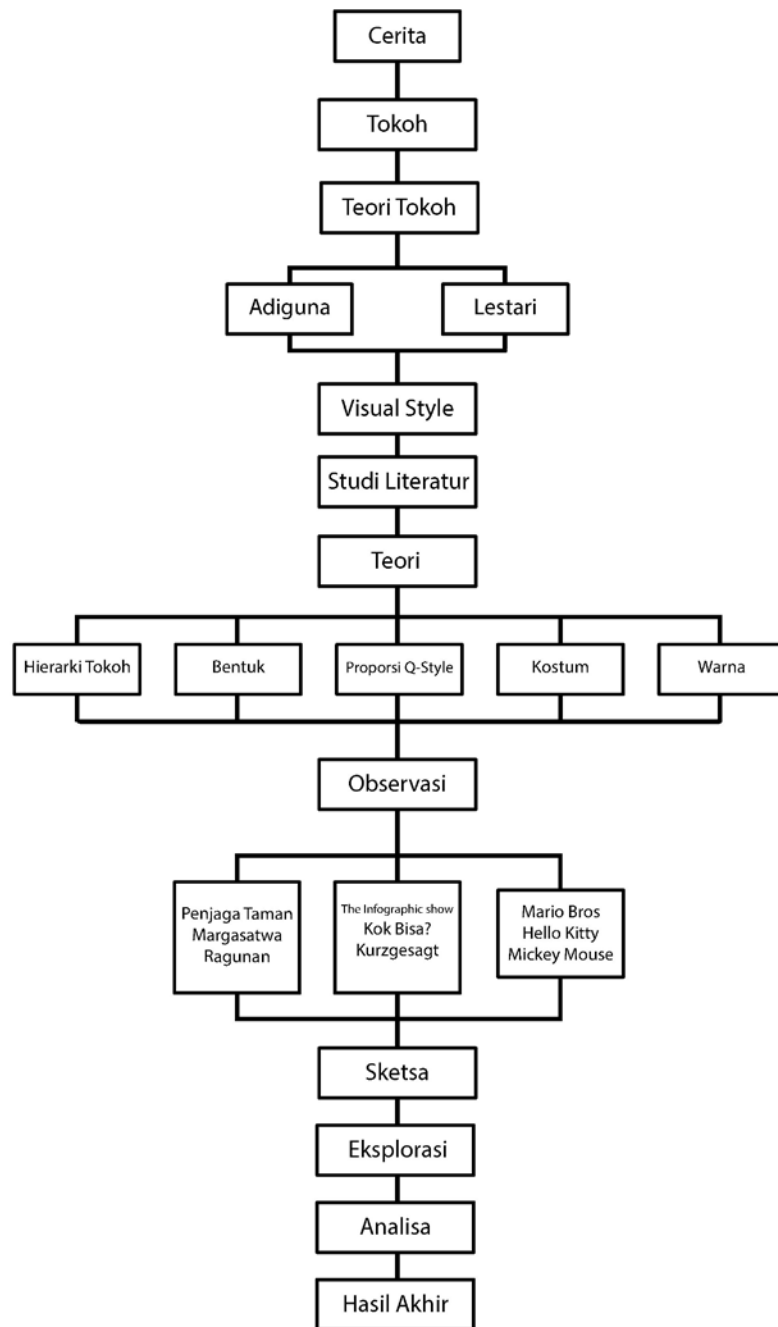 Cerita
Tokoh
Teori Tokoh
Adiguna
Lestari
Visual Style
Studi Literatur
Teori
Hierarki Tokoh
Bentuk
Proporsi Q-Style
Kostum
Warna
Observasi
Penjaga Taman
Margasatwa
Ragunan
The Infographic show
Kok Bisa?
Kurzgesagt
Mario Bros
Hello Kitty
Mickey Mouse
Sketsa
Eksplorasi
Analisa
Hasil Akhir